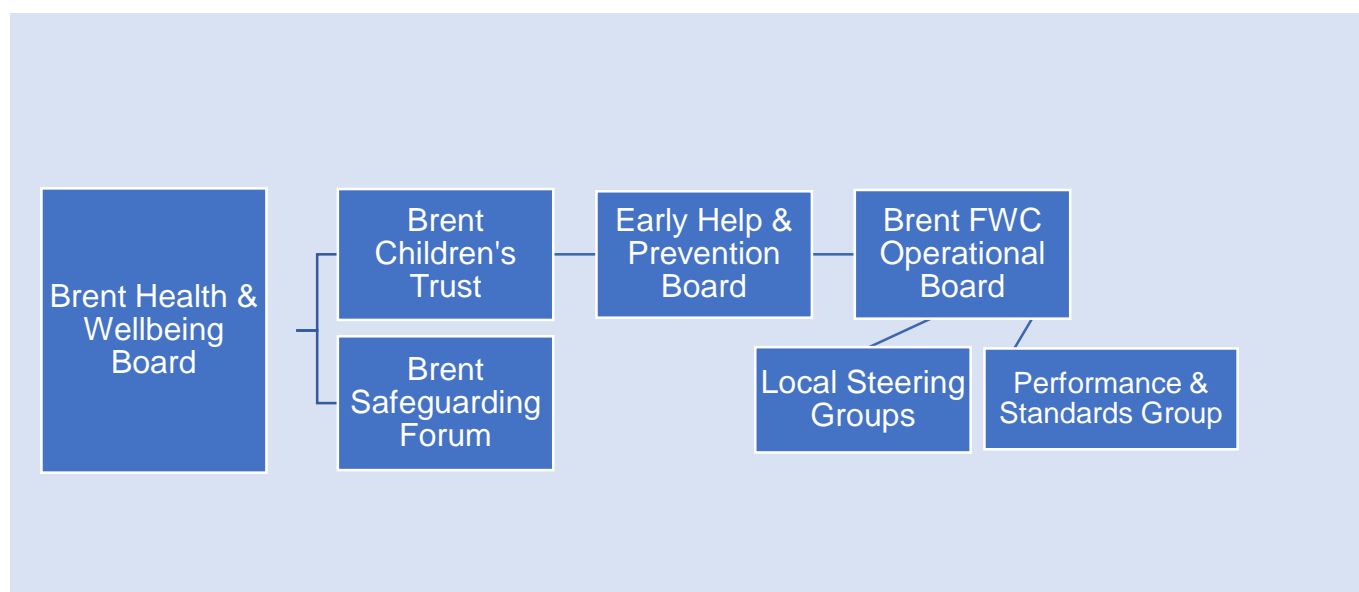 Brent Health &
Wellbeing
Board
Brent
Children's
Trust
Brent
Safeguarding
Forum
Early Help &
Prevention
Board
Brent FWC
Operational
Board
Local Steering
Groups
Performance &
Standards Group